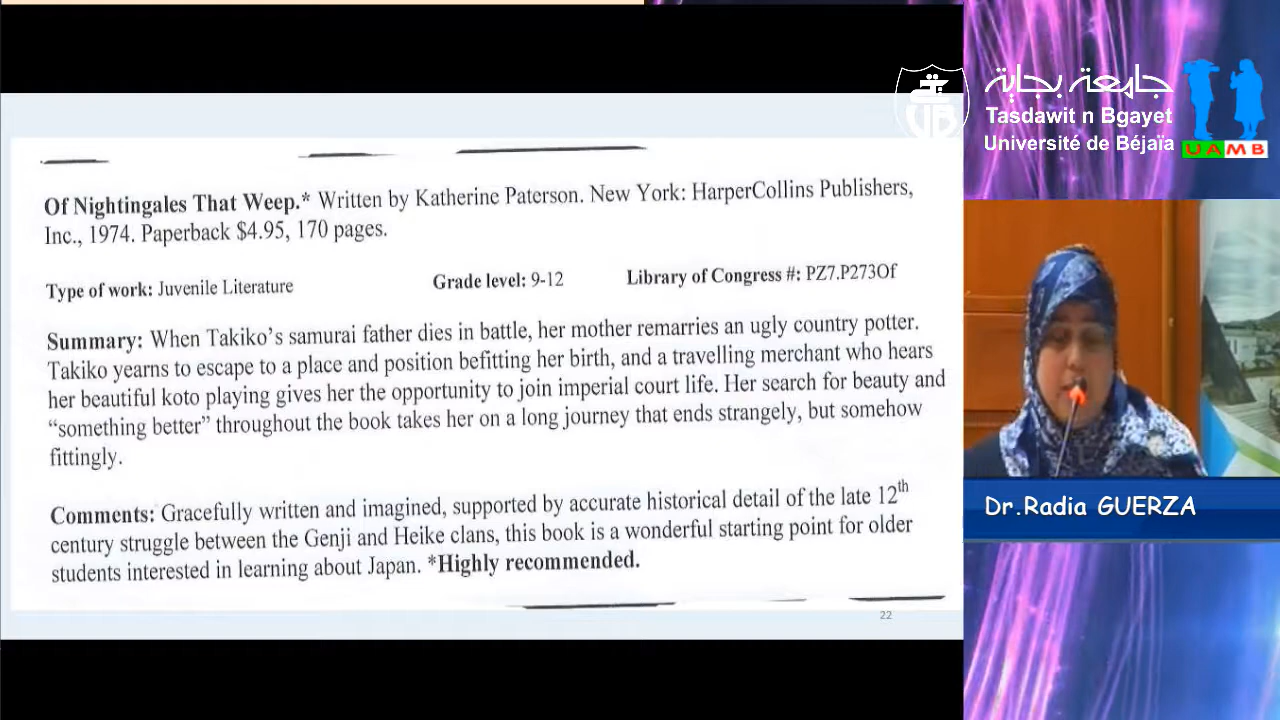 Of Nightingales That Weep.* Written by Katherine Paterson. New York: HarperCollins Publishers,
Inc., 1974. Paperback $4.95, 170 pages.
Type of work: Juvenile Literature Grade level: 9-12 Library of Congress #: PZ7.P273Of
Summary: When Takiko's samurai father dies in battle, her mother remarries an ugly country potter.
Takiko yearns to escape to a place and position befitting her birth, and a travelling merchant who hears
her beautiful koto playing gives her the opportunity to join imperial court life. Her search for beauty and
“something better” throughout the book takes her on a long journey that ends strangely, but somehow
fittingly.
Comments: Gracefully written and imagined, supported by accurate historical detail of the late 12th
century struggle between the Genji and Heike clans, this book is a wonderful starting point for older
students interested in learning about Japan. *Highly recommended.
22
جامعة بجاية
Tasdawit n Bgayet
Université de Béjaïa
UAMB
UB
Dr.Radia GUERZA